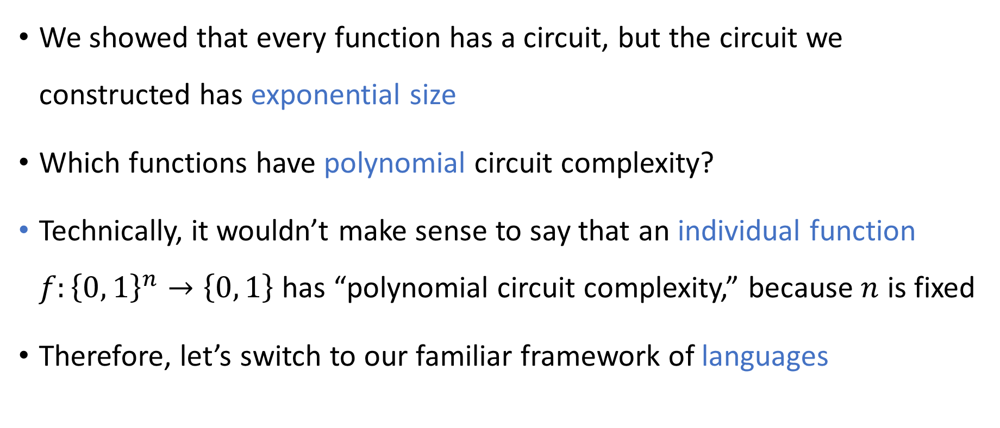 • We showed that every function has a circuit, but the circuit we
constructed has exponential size
• Which functions have polynomial circuit complexity?
• Technically, it wouldn’t make sense to say that an individual function
𝑓: {0, 1}ⁿ → {0, 1} has “polynomial circuit complexity,” because 𝑛 is fixed
• Therefore, let’s switch to our familiar framework of languages